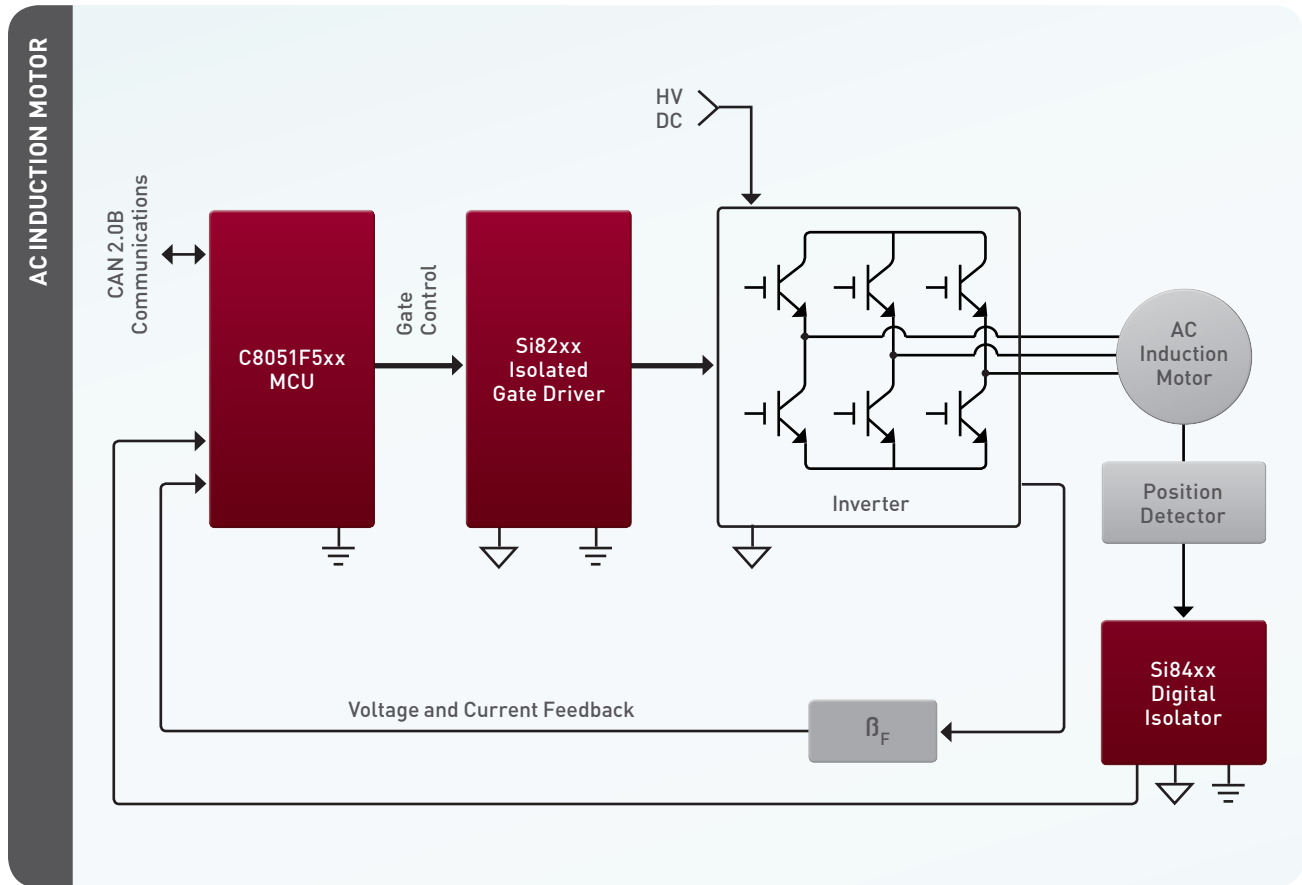 AC INDUCTION MOTOR
HV
DC
CAN 2.0B
Communications
C8051F5xx
MCU
Gate
Control
Si82xx
Isolated
Gate Driver
Inverter
AC
Induction
Motor
Position
Detector
Si84xx
Digital
Isolator
Voltage and Current Feedback
ßF